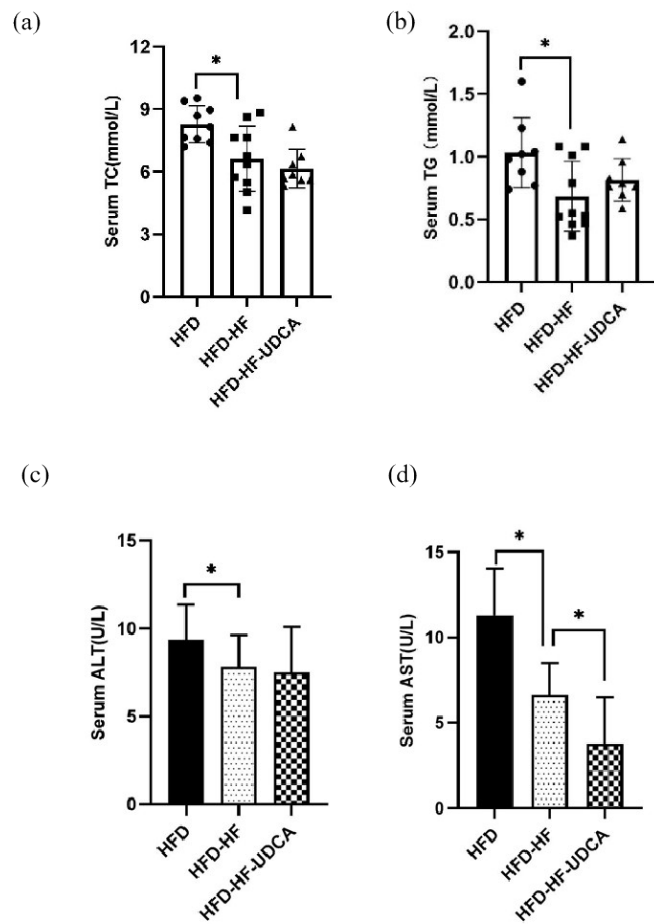 (a)
Serum TC(mmol/L)
12
9
6
3
0
*
HFD
HFD-HF
HFD-HF-UDCA
(b)
Serum TG (mmol/L)
2.0
1.5
1.0
0.5
0.0
*
HFD
HFD-HF
HFD-HF-UDCA
(c)
Serum ALT(U/L)
15
10
5
0
*
HFD
HFD-HF
HFD-HF-UDCA
(d)
Serum AST(U/L)
15
10
5
0
*
*
HFD
HFD-HF
HFD-HF-UDCA